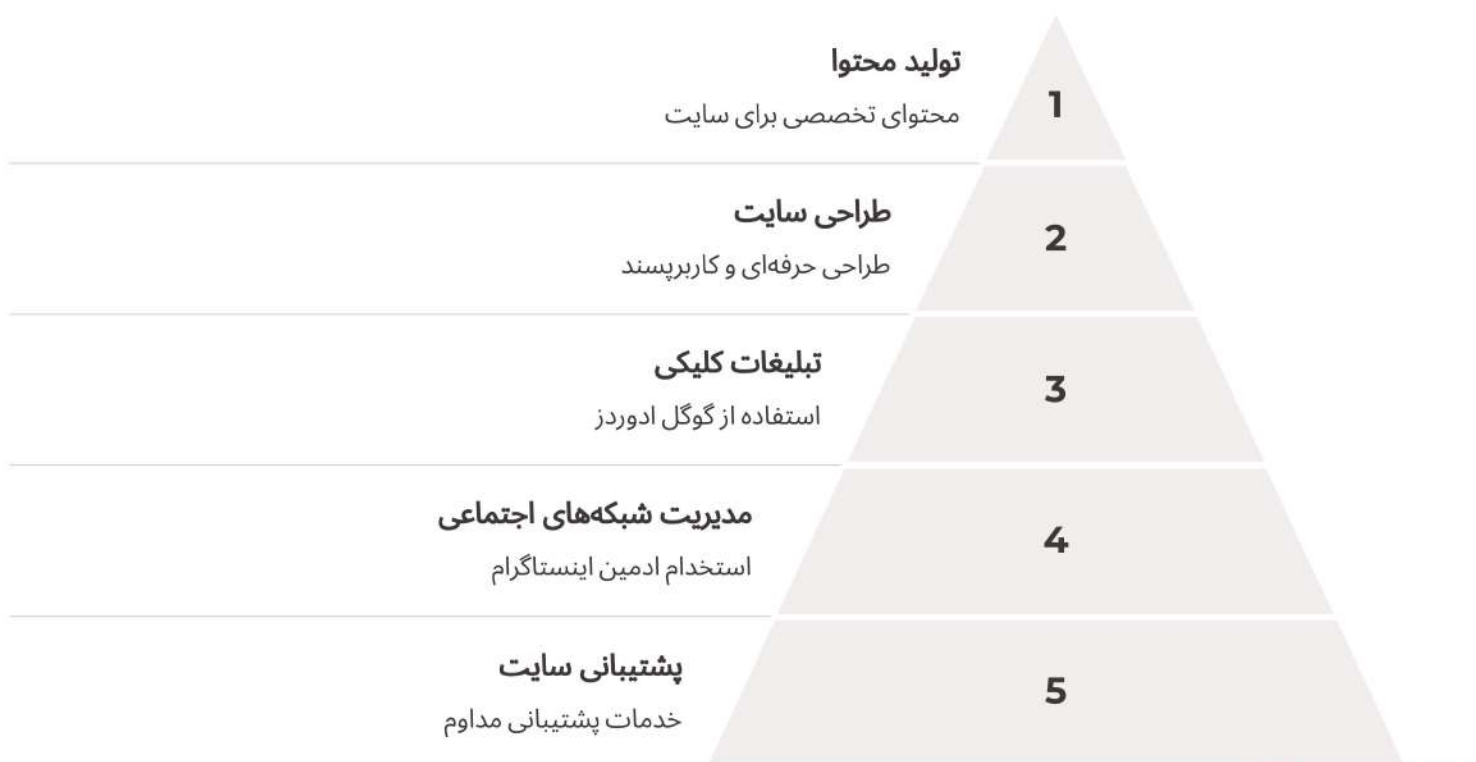 تولید محتوا
محتوای تخصصی برای سایت
1
طراحی سایت
طراحی حرفه‌ای و کاربرپسند
2
تبلیغات کلیکی
استفاده از گوگل ادوردز
3
مدیریت شبکه‌های اجتماعی
استخدام ادمین اینستاگرام
4
پشتیبانی سایت
خدمات پشتیبانی مداوم
5